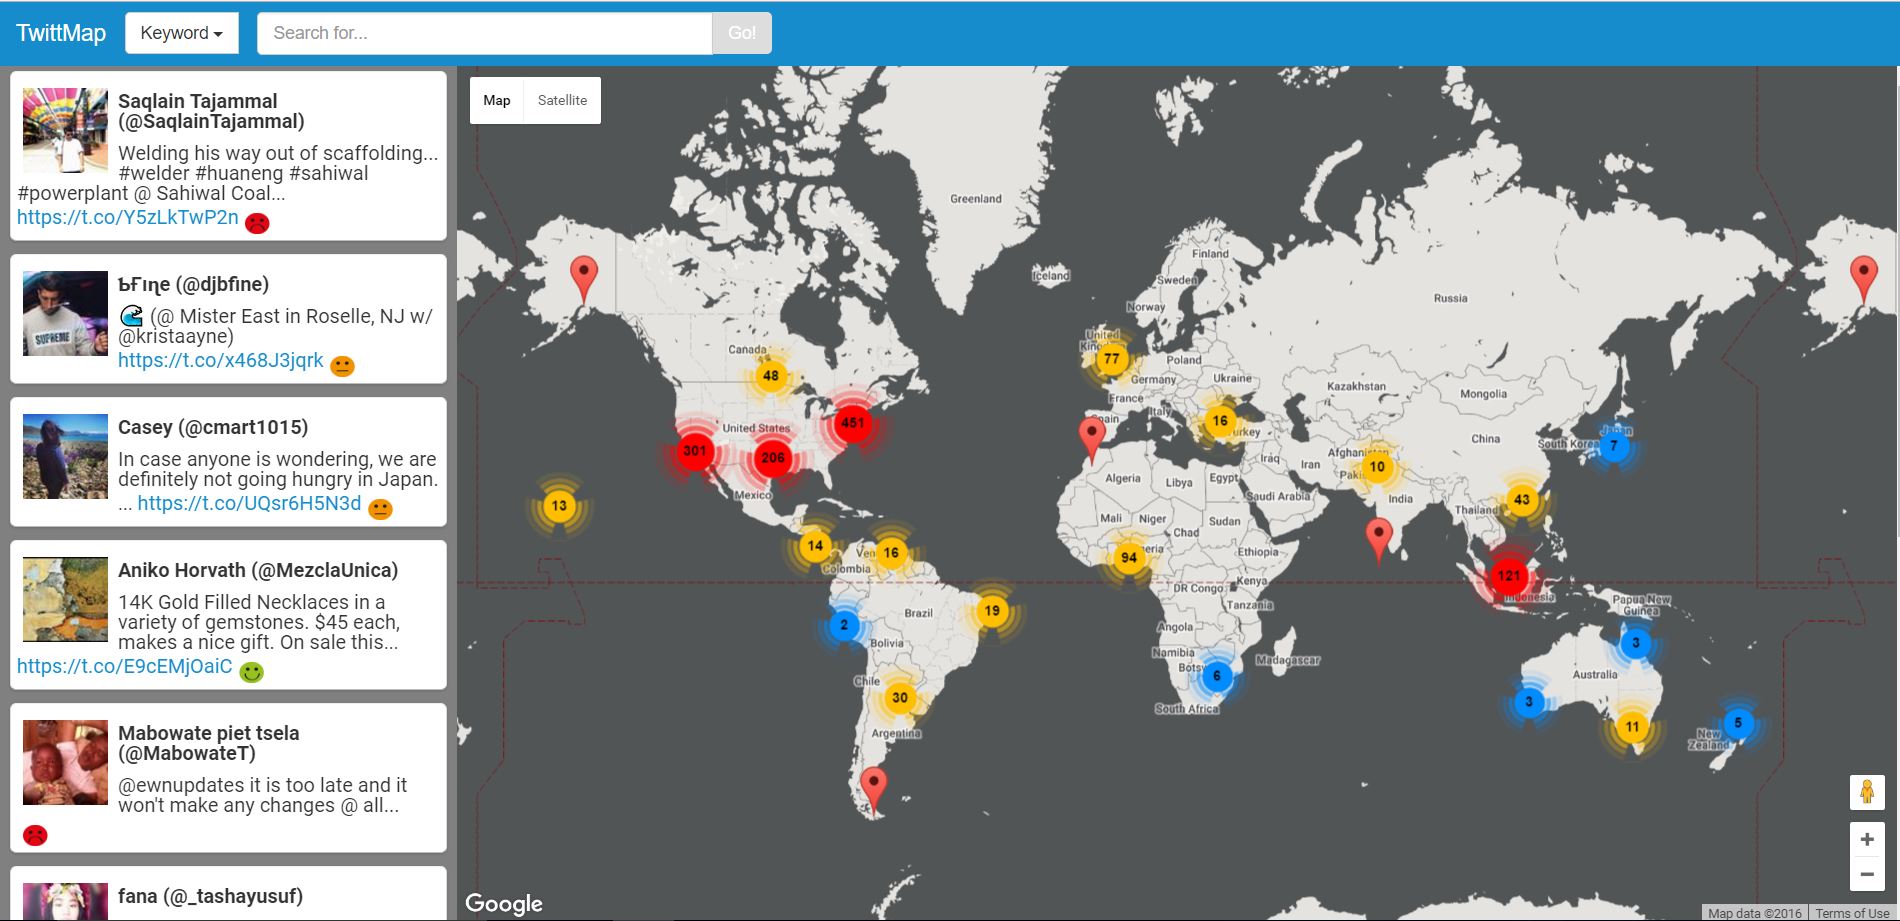 TwittMap
Keyword
Search for...
Go!
Saqlain Tajammal
(@SaqlainTajammal)
Welding his way out of scaffolding...
#welder #huaneng #sahiwal
#powerplant @ Sahiwal Coal...
https://t.co/Y5zLkTwP2n
(@djbfine)
(@ Mister East in Roselle, NJ w/
@kristaayne)
https://t.co/x468J3jqrk
SUPREME
Casey (@cmart1015)
In case anyone is wondering, we are
definitely not going hungry in Japan.
... https://t.co/UQsr6H5N3d
Aniko Horvath (@MezclaUnica)
14K Gold Filled Necklaces in a
variety of gemstones. $45 each,
makes a nice gift. On sale this...
https://t.co/E9cEMjOaiC
Mabowate piet tsela
(@MabowateT)
@ewnupdates it is too late and it
won't make any changes @ all...
fana (@_tashayusuf)
Map
Satellite
Greenland
Iceland
Finland
Sweden
Norway
Russia
United
Kingdom
77
Canada
48
Poland
Germany
Ukraine
France
Kazakhstan
Mongolia
Italy
Spain
16
Turkey
451
United States
301
206
China
South Korea
Japan
7
Afghanistan
10
Pakistan
Iraq
Iran
Algeria
Libya
Egypt
Saudi Arabia
India
Mexico
13
43
Thailand
Mali
Niger
Chad
Sudan
14
16
Colombia
94
Nigeria
Ethiopia
121
Indonesia
DR Congo
Kenya
Tanzania
Papua New
Guinea
19
Brazil
2
Angola
3
Bolivia
Namibia
Madagascar
6
Australia
Chile
30
South Africa
3
Argentina
11
New
Zealand
5
+
−
Google
Map data ©2016
Terms of Use